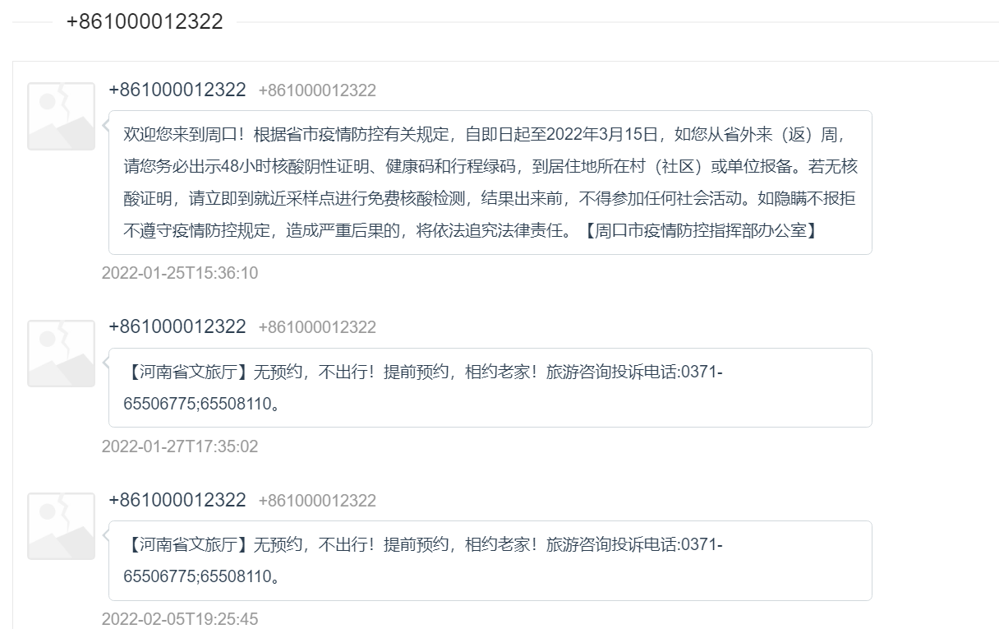 +861000012322
+861000012322 +861000012322
欢迎您来到周口！根据省市疫情防控有关规定，自即日起至2022年3月15日，如您从省外来（返）周，
请您务必出示48小时核酸阴性证明、健康码和行程绿码，到居住地所在村（社区）或单位报备。若无核
酸证明，请立即到就近采样点进行免费核酸检测，结果出来前，不得参加任何社会活动。如隐瞒不报拒
不遵守疫情防控规定，造成严重后果的，将依法追究法律责任。【周口市疫情防控指挥部办公室】
2022-01-25T15:36:10
+861000012322 +861000012322
【河南省文旅厅】无预约，不出行！提前预约，相约老家！旅游咨询投诉电话:0371-
65506775;65508110。
2022-01-27T17:35:02
+861000012322 +861000012322
【河南省文旅厅】无预约，不出行！提前预约，相约老家！旅游咨询投诉电话:0371-
65506775;65508110。
2022-02-05T19:25:45